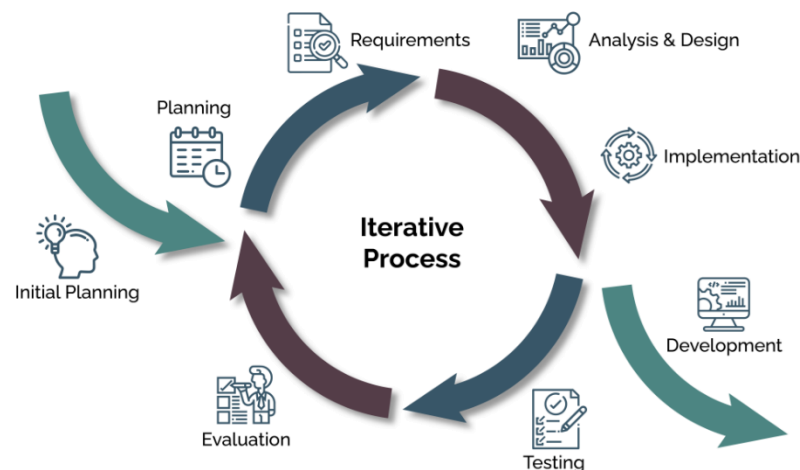 Requirements
Analysis & Design
Planning
Implementation
Iterative
Process
Initial Planning
Development
Evaluation
Testing